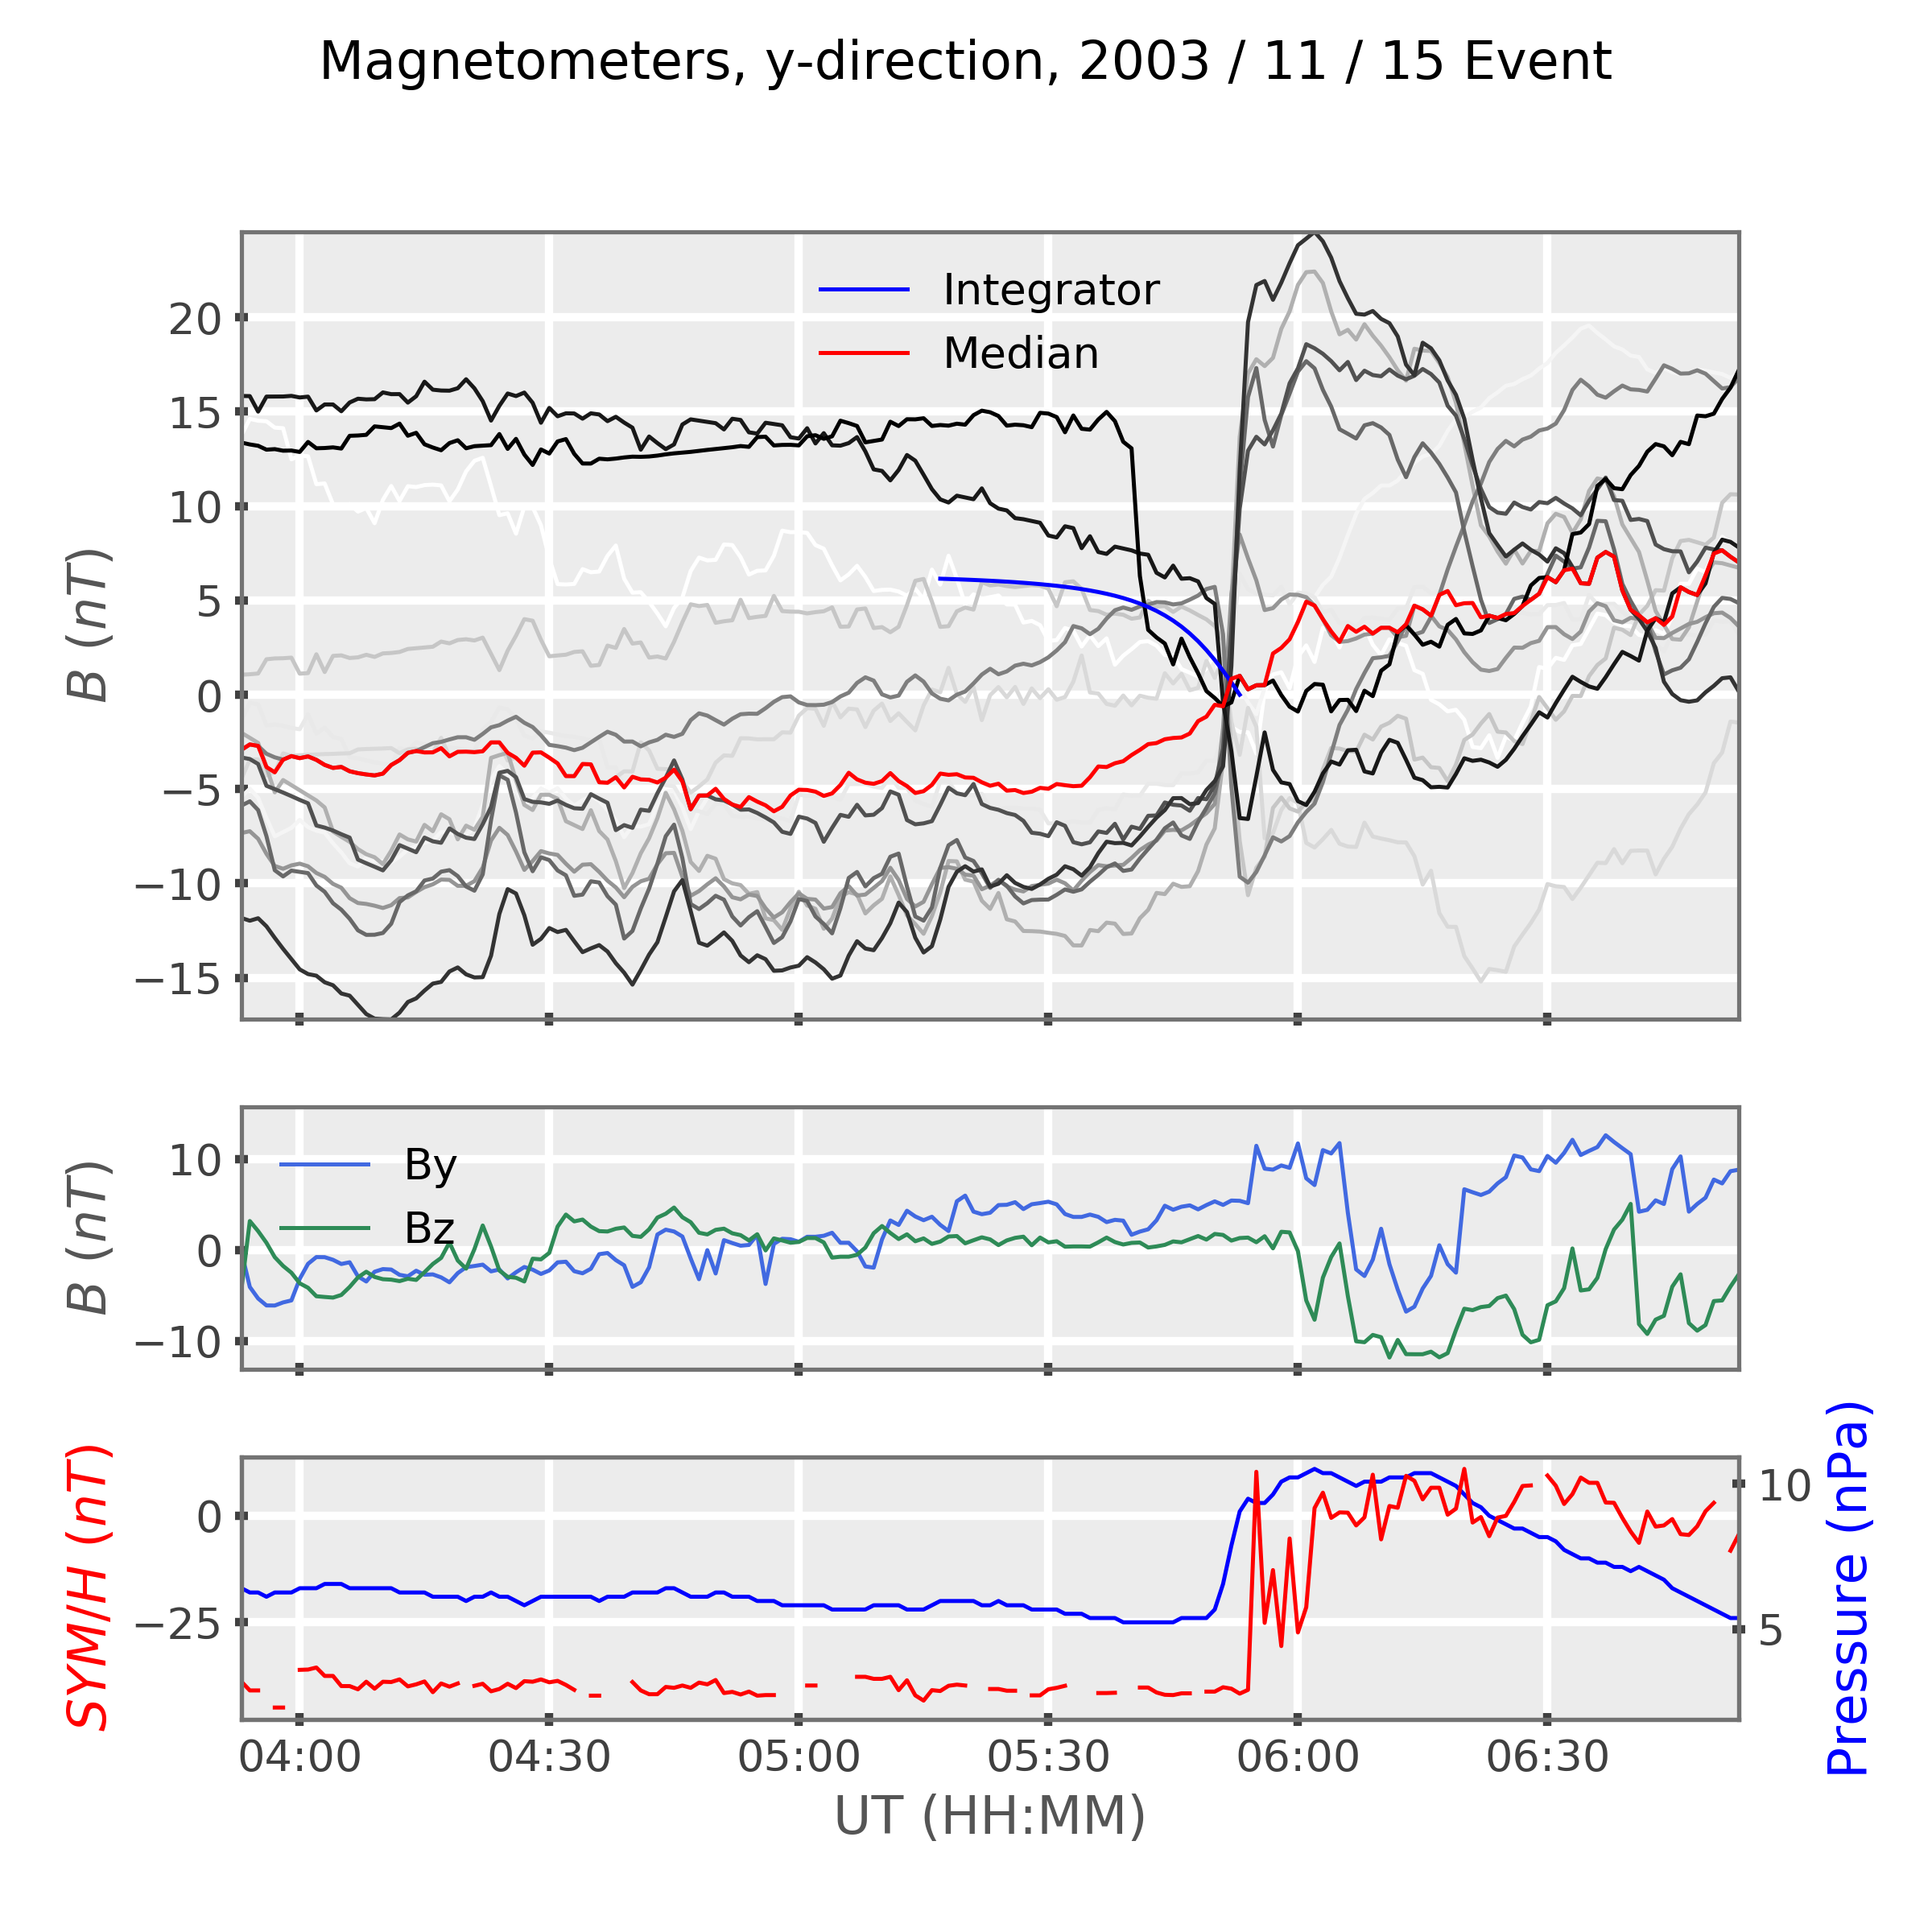 Magnetometers, y-direction, 2003 / 11 / 15 Event
B (nT)
20
15
10
5
0
−5
−10
−15
Integrator
Median
B (nT)
10
0
−10
By
Bz
SYM/H (nT)
0
−25
10
5
Pressure (nPa)
04:00 04:30 05:00 05:30 06:00 06:30
UT (HH:MM)